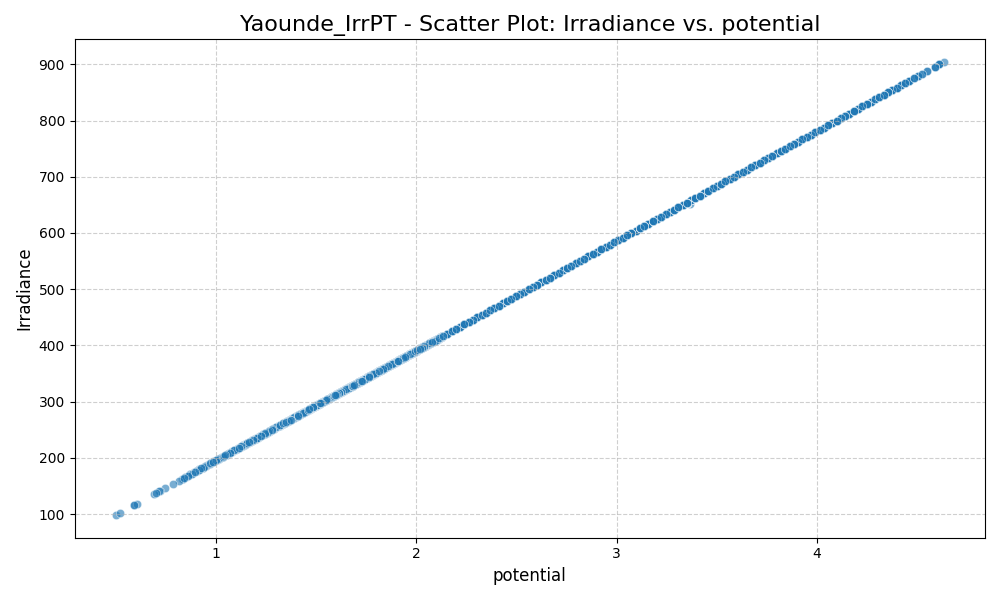 Yaounde_IrrPT - Scatter Plot: Irradiance vs. potential
Irradiance
900
800
700
600
500
400
300
200
100
1 2 3 4
potential